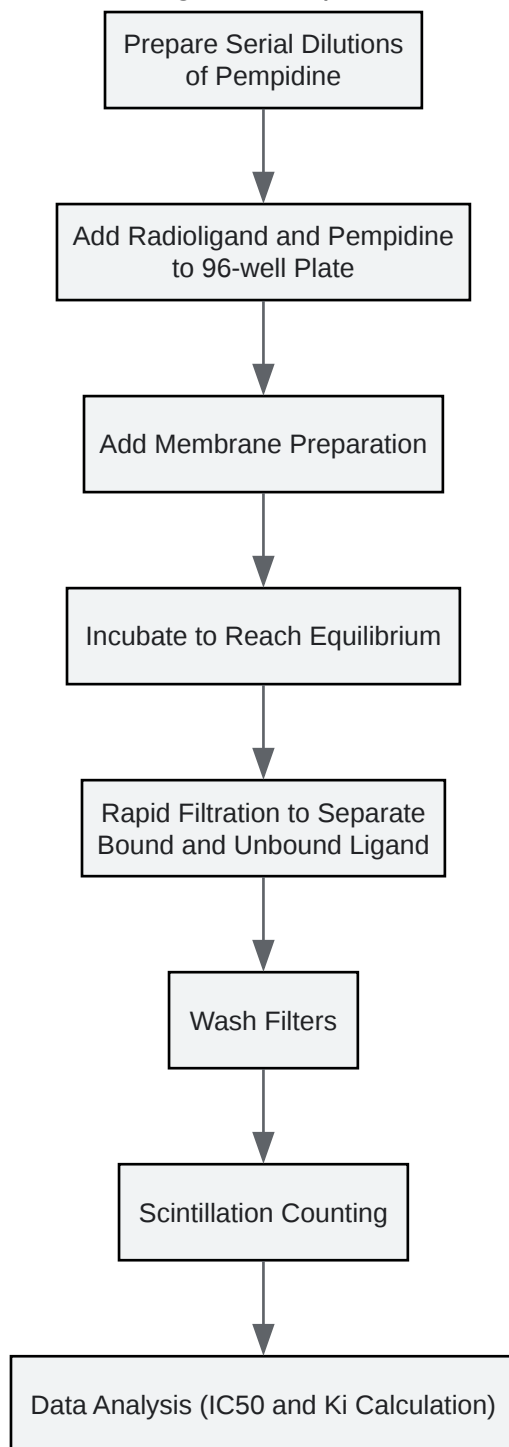 Prepare Serial Dilutions
of Pempidine
Add Radioligand and Pempidine
to 96-well Plate
Add Membrane Preparation
Incubate to Reach Equilibrium
Rapid Filtration to Separate
Bound and Unbound Ligand
Wash Filters
Scintillation Counting
Data Analysis (IC50 and Ki Calculation)